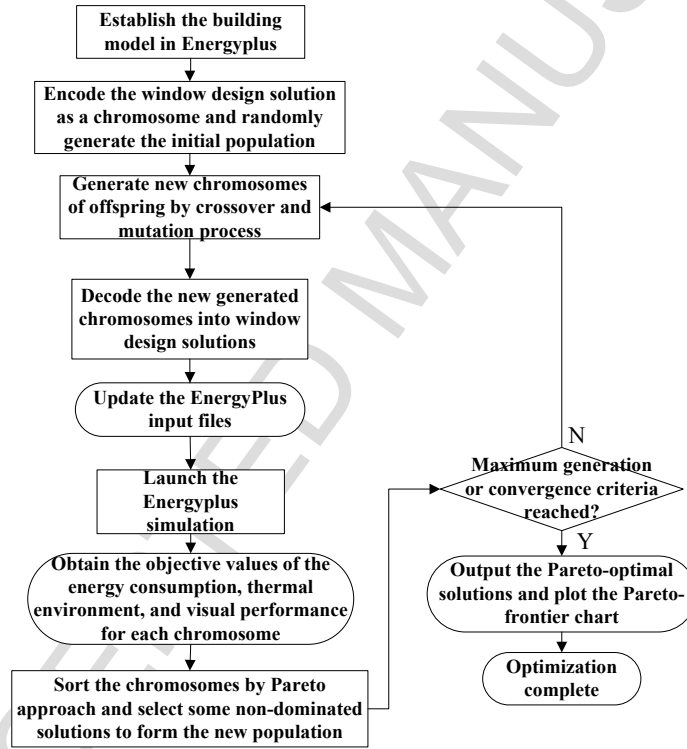 Establish the building
model in Energyplus
Encode the window design solution
as a chromosome and randomly
generate the initial population
Generate new chromosomes
of offspring by crossover and
mutation process
Decode the new generated
chromosomes into window
design solutions
Update the EnergyPlus
input files
Launch the
Energyplus
simulation
Obtain the objective values of the
energy consumption, thermal
environment, and visual performance
for each chromosome
Sort the chromosomes by Pareto
approach and select some non-dominated
solutions to form the new population
N
Maximum generation
or convergence criteria
reached?
Y
Output the Pareto-optimal
solutions and plot the Pareto-
frontier chart
Optimization
complete